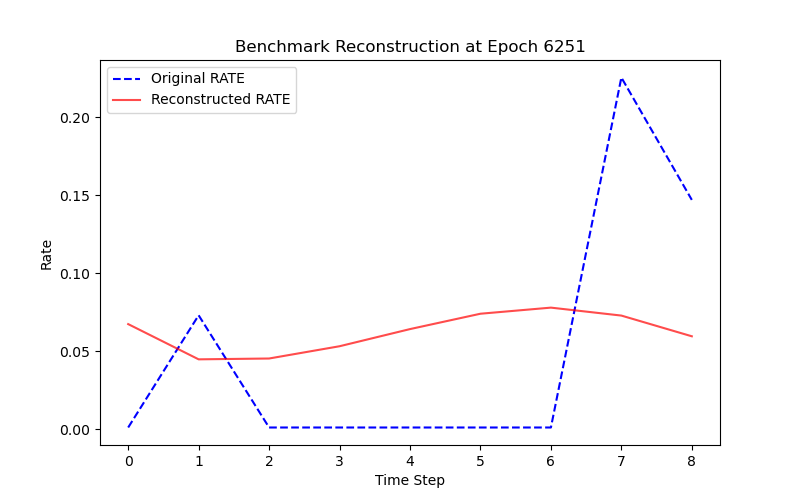 Benchmark Reconstruction at Epoch 6251
Original RATE
Reconstructed RATE
0.20
0.15
0.10
0.05
0.00
Rate
0 1 2 3 4 5 6 7 8
Time Step